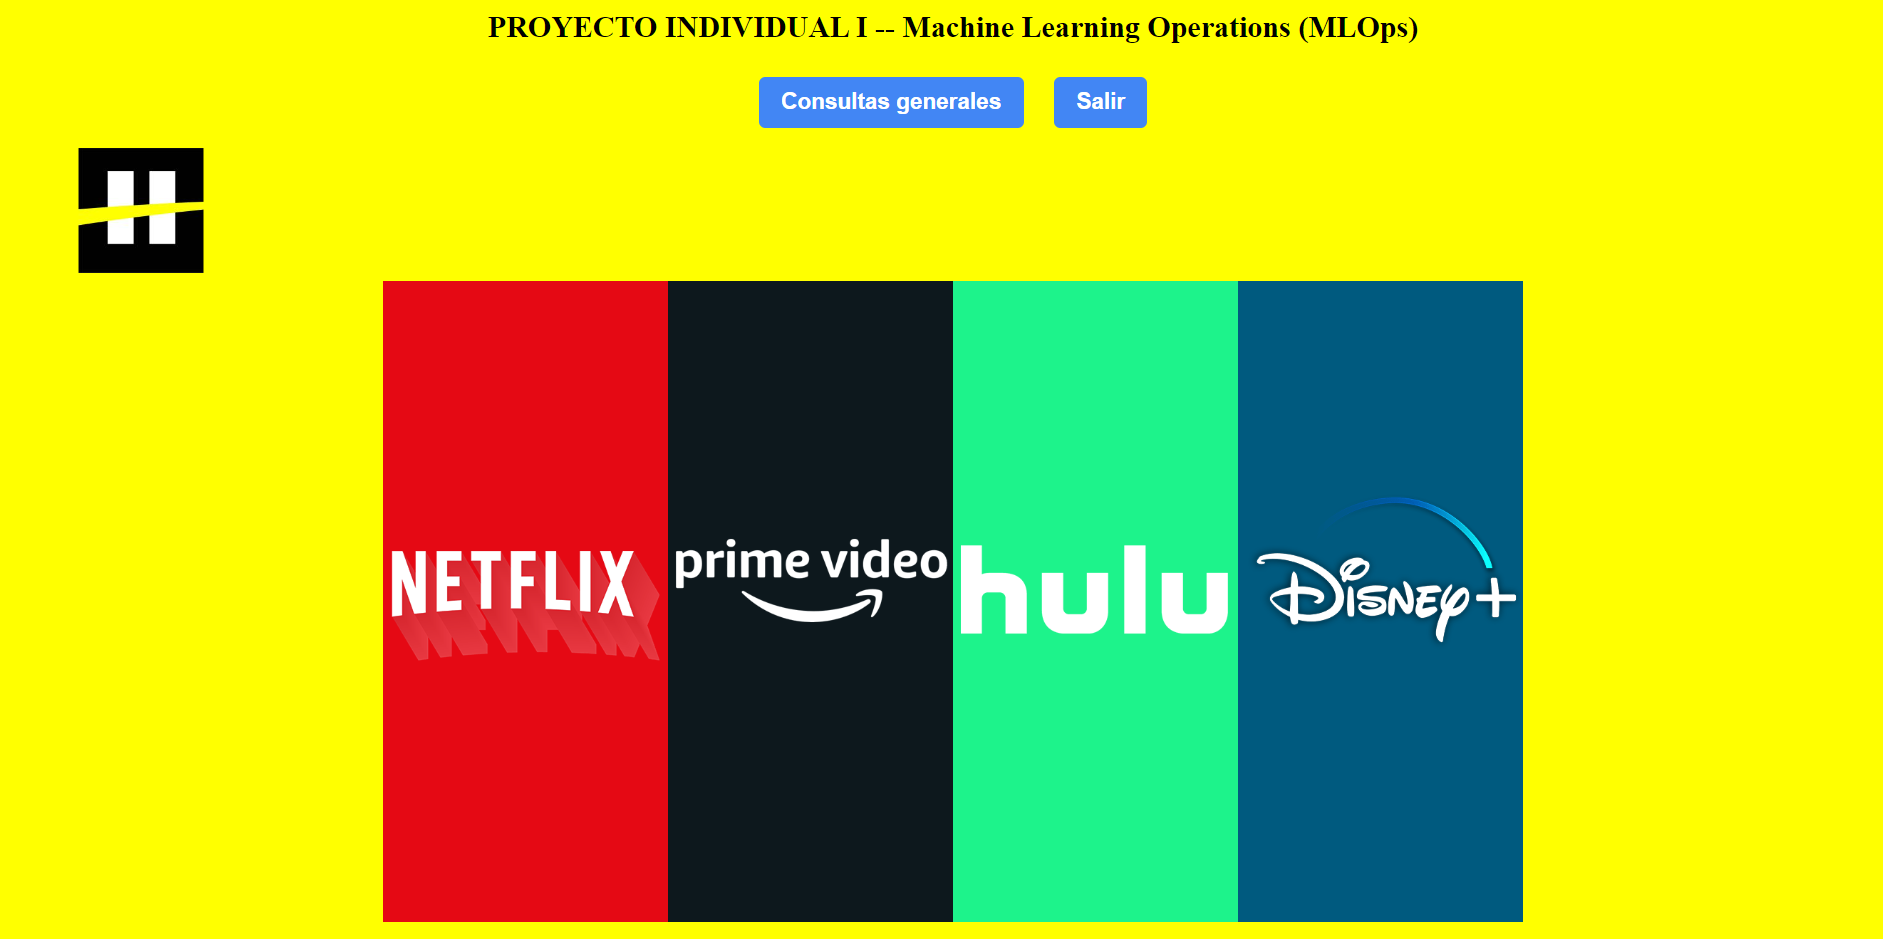 PROYECTO INDIVIDUAL I -- Machine Learning Operations (MLOps)
Consultas generales
Salir
NETFLIX
prime video
hulu
Disney+